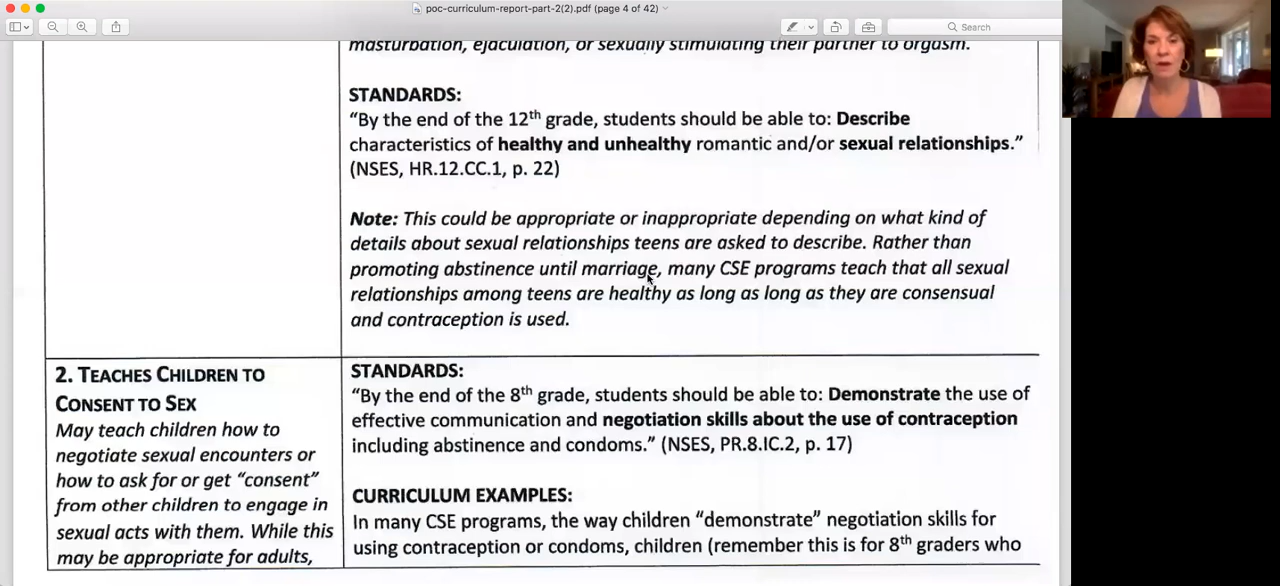 poc-curriculum-report-part-2(2).pdf (page 4 of 42)
Search
masturbation, ejaculation, or sexually stimulating their partner to orgasm.
STANDARDS:
“By the end of the 12th grade, students should be able to: Describe
characteristics of healthy and unhealthy romantic and/or sexual relationships.”
(NSES, HR.12.CC.1, p. 22)
Note: This could be appropriate or inappropriate depending on what kind of
details about sexual relationships teens are asked to describe. Rather than
promoting abstinence until marriage, many CSE programs teach that all sexual
relationships among teens are healthy as long as long as they are consensual
and contraception is used.
2. TEACHES CHILDREN TO
CONSENT TO SEX
May teach children how to
negotiate sexual encounters or
how to ask for or get “consent”
from other children to engage in
sexual acts with them. While this
may be appropriate for adults,
STANDARDS:
“By the end of the 8th grade, students should be able to: Demonstrate the use of
effective communication and negotiation skills about the use of contraception
including abstinence and condoms.” (NSES, PR.8.IC.2, p. 17)
CURRICULUM EXAMPLES:
In many CSE programs, the way children “demonstrate” negotiation skills for
using contraception or condoms, children (remember this is for 8th graders who